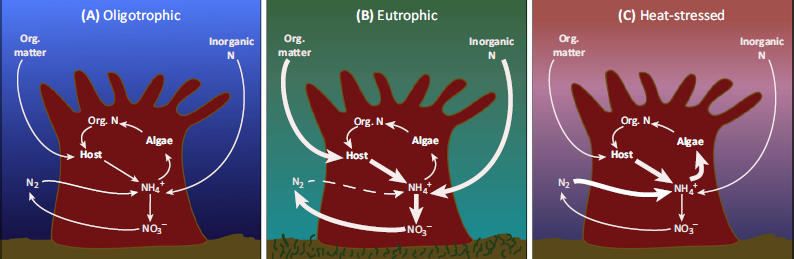 (A) Oligotrophic
Org.
matter
Inorganic
N
Org. N
Algae
Host
N₂
NH₄⁺
NO₃⁻
(B) Eutrophic
Org.
matter
Inorganic
N
Org. N
Algae
Host
N₂
NH₄⁺
NO₃⁻
(C) Heat-stressed
Org.
matter
Inorganic
N
Org. N
Algae
Host
N₂
NH₄⁺
NO₃⁻